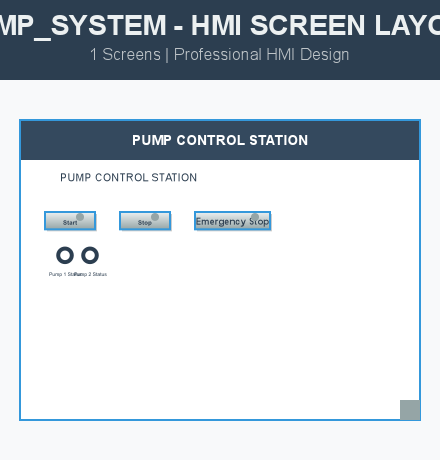 MP_SYSTEM - HMI SCREEN LAYO
1 Screens | Professional HMI Design
PUMP CONTROL STATION
PUMP CONTROL STATION
Start
Stop
Emergency Stop
Pump 1 Status
Pump 2 Status